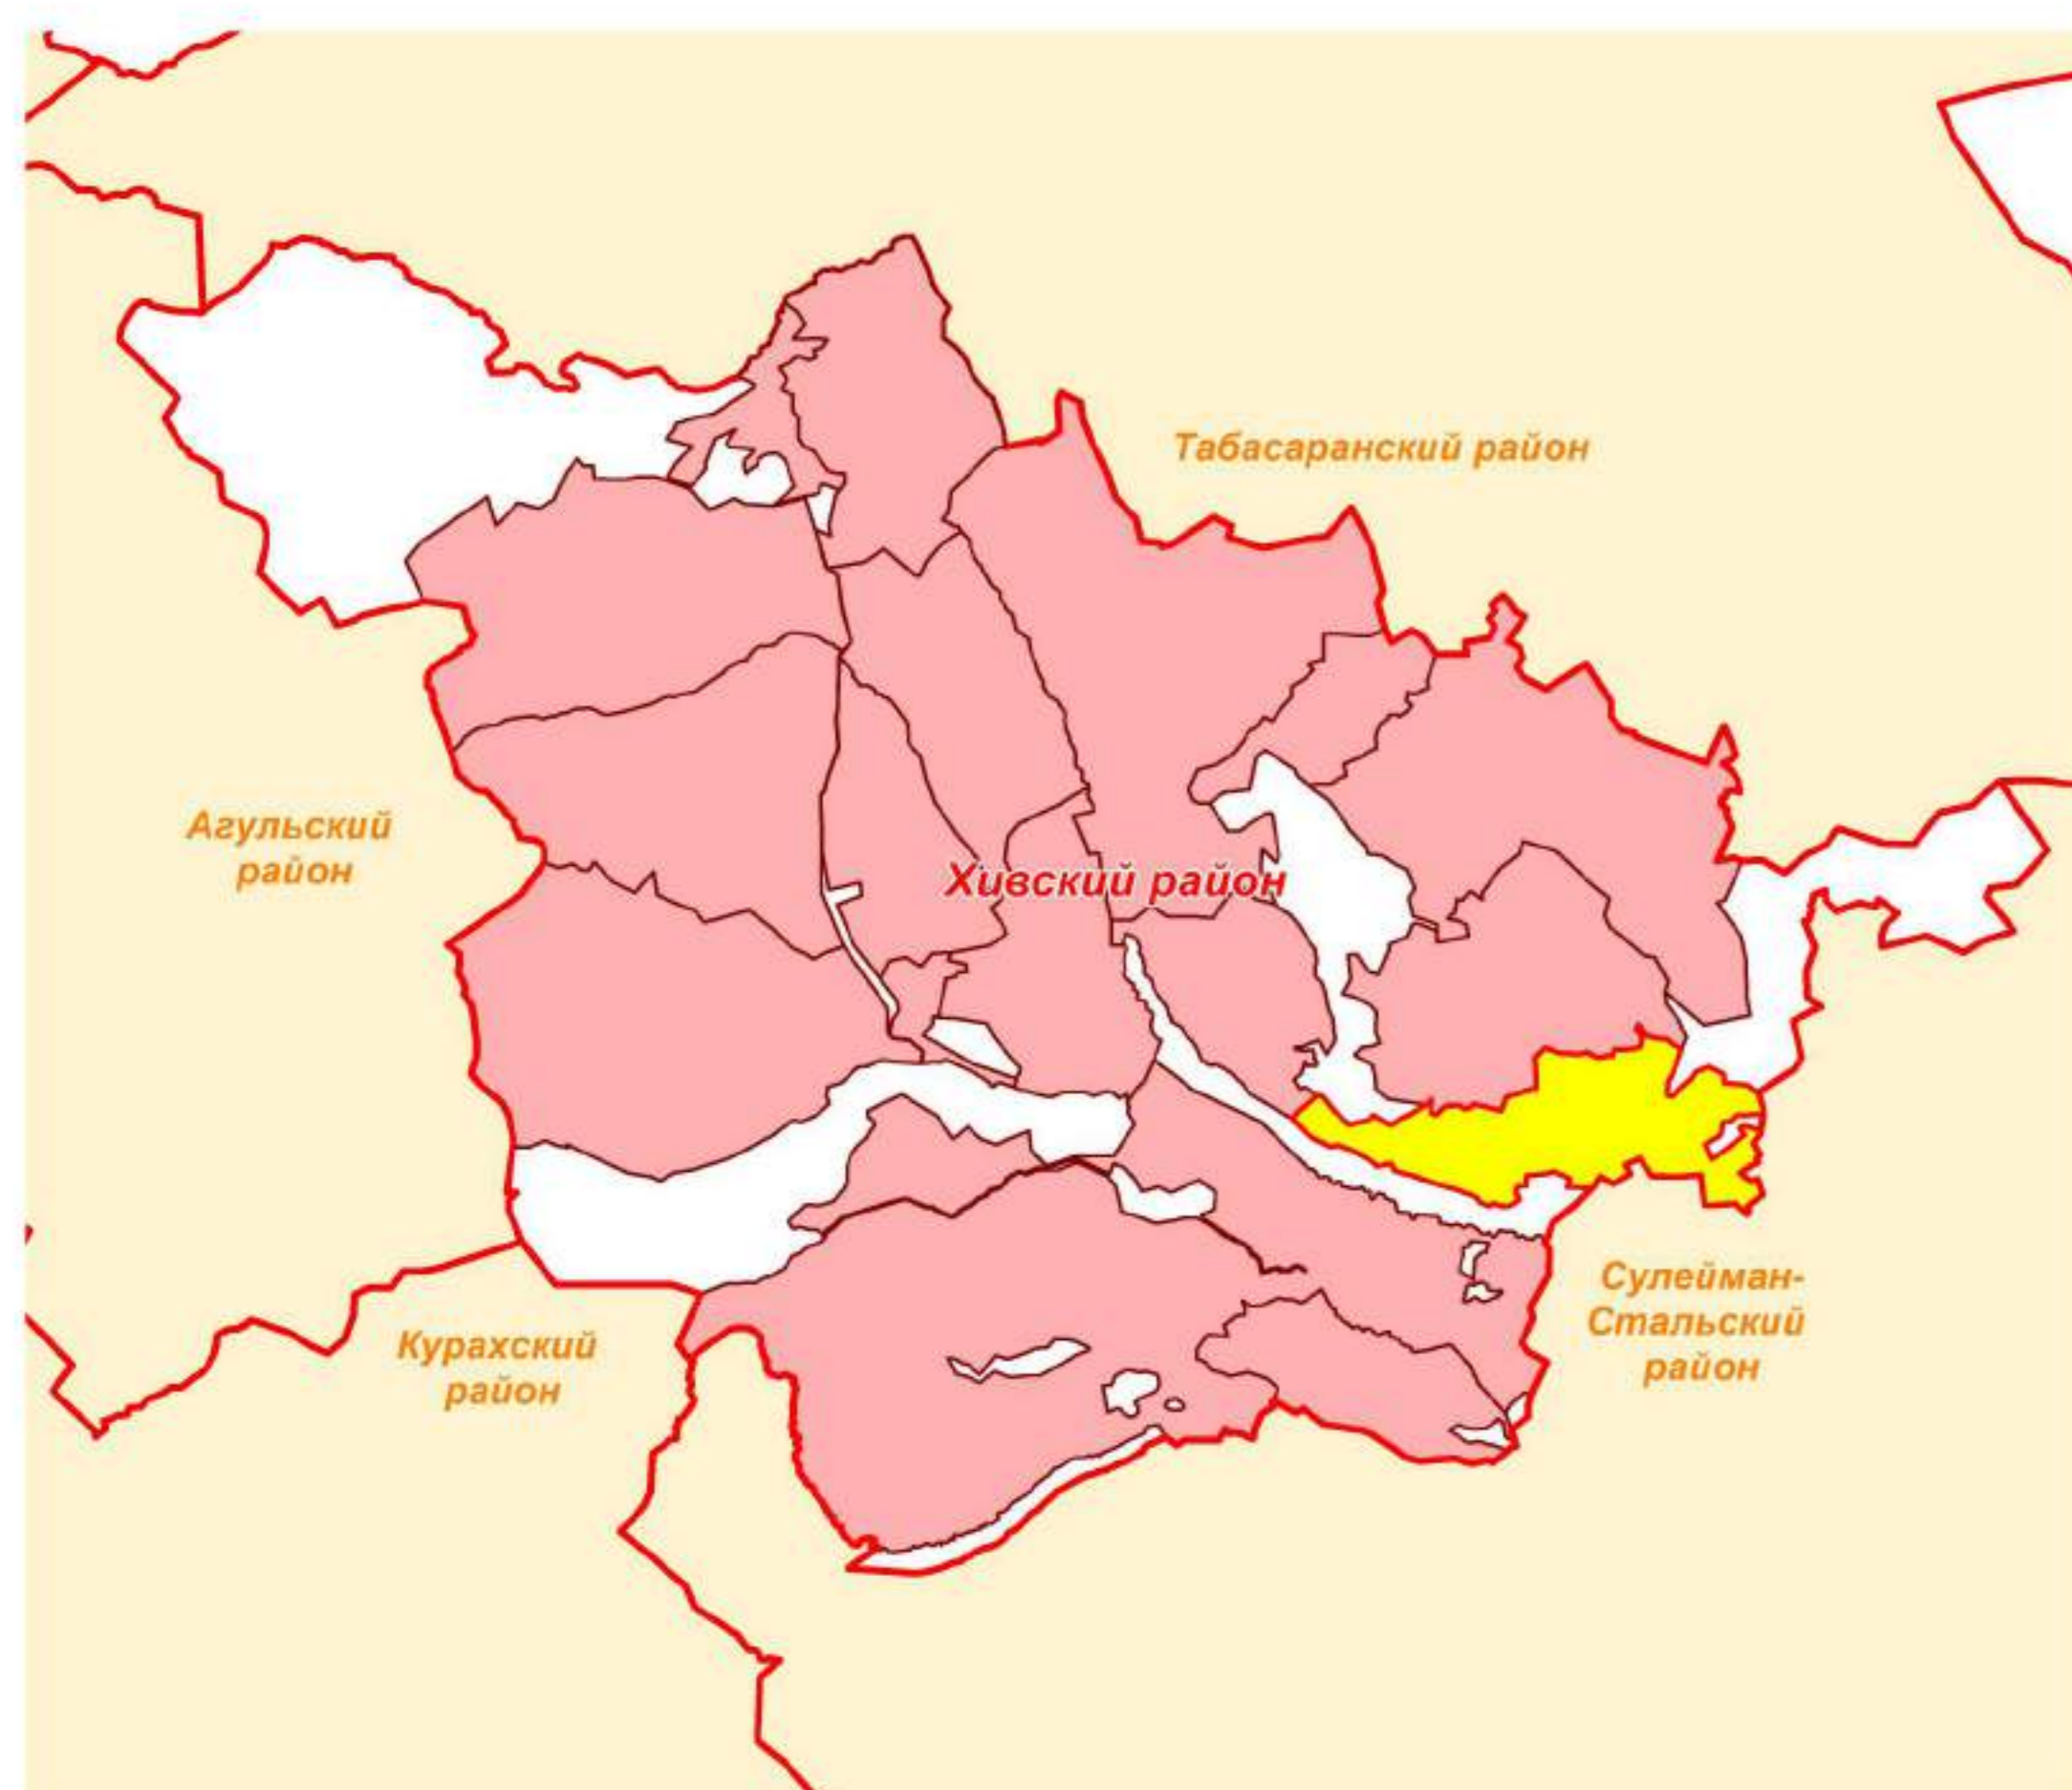 Табасаранский район
Агульский
район
Хивский район
Сулейман-
Стальский
район
Курахский
район